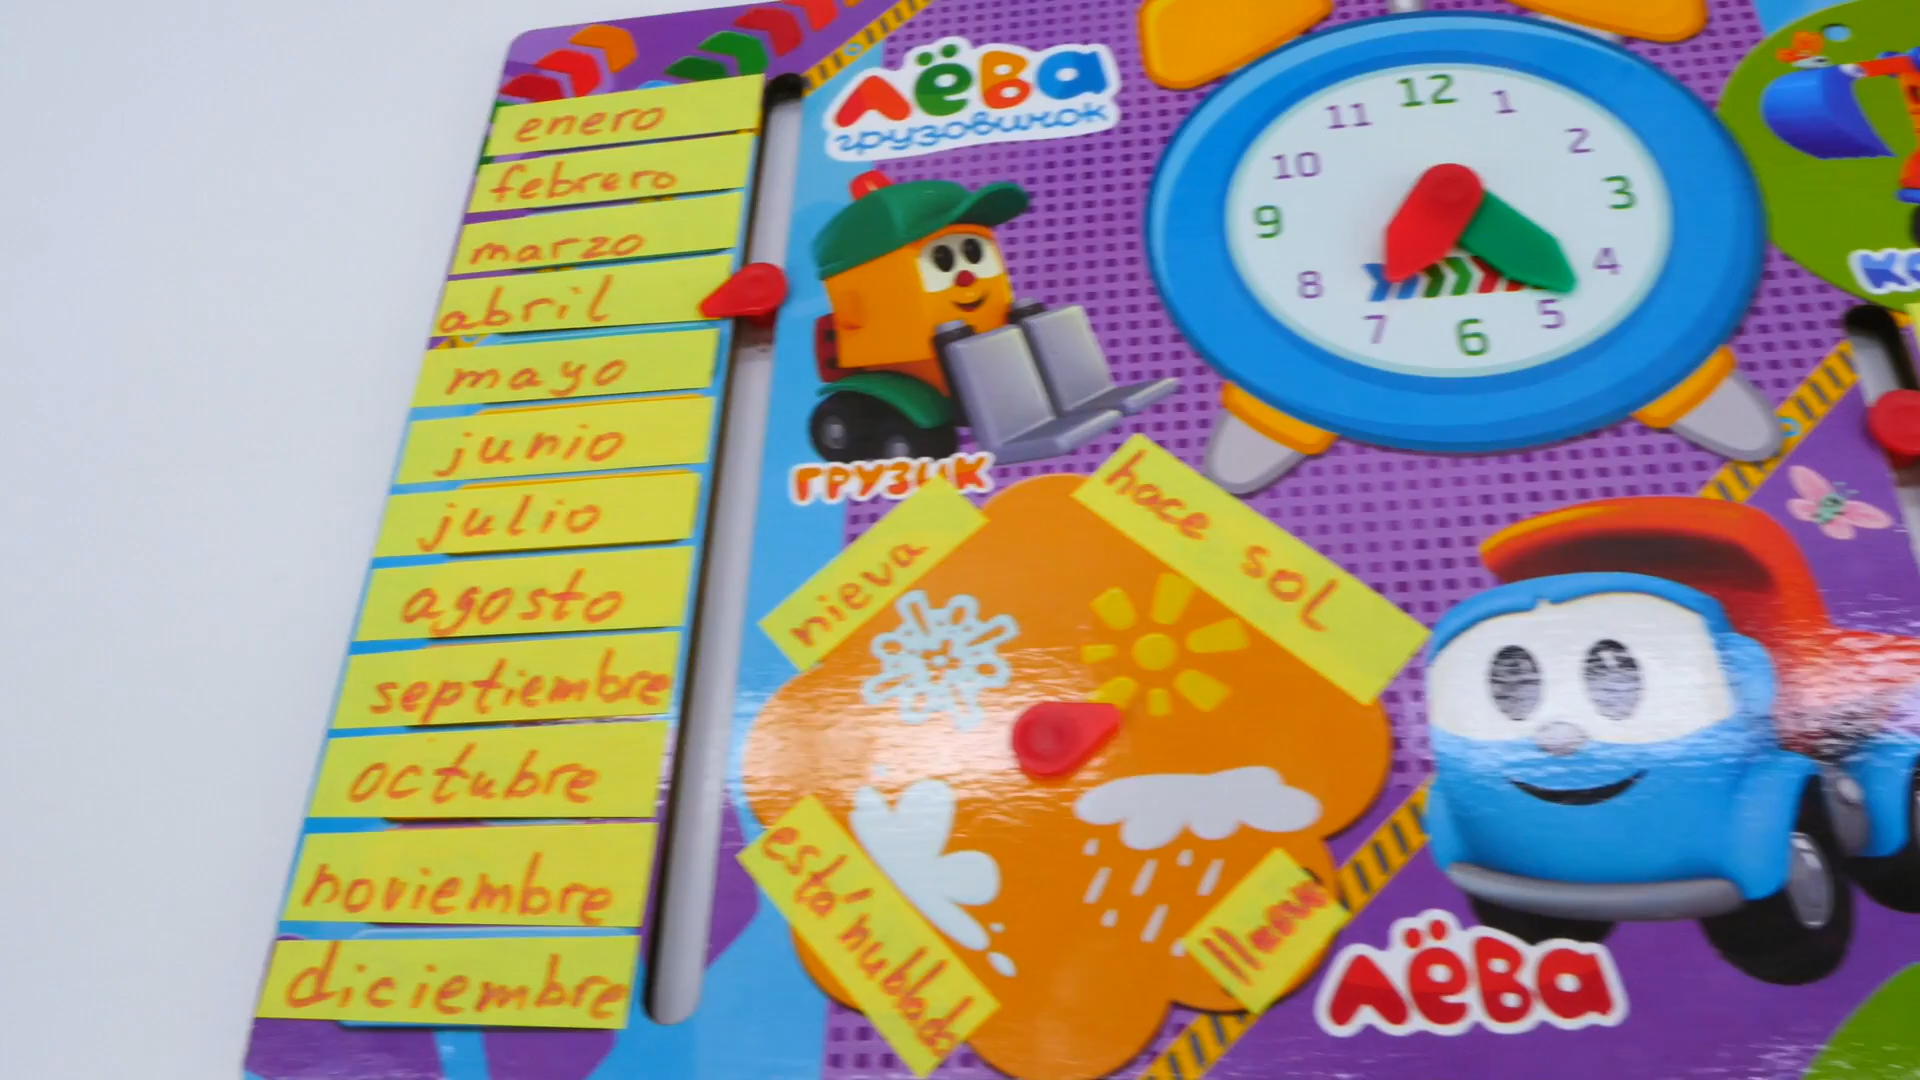 enero
febrero
marzo
abril
mayo
junio
julio
agosto
septiembre
octubre
noviembre
diciembre
лёва
грузовичок
12
1
2
3
4
5
6
7
8
9
10
11
грузик
nieva
hace sol
está nublado
llueve
лёва